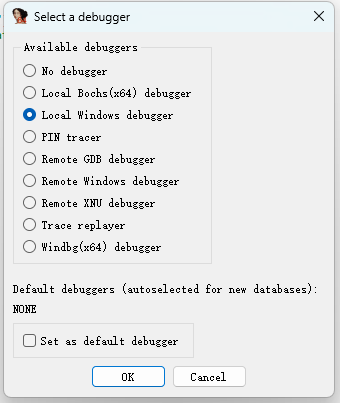 Select a debugger
Available debuggers
No debugger
Local Bochs(x64) debugger
Local Windows debugger
PIN tracer
Remote GDB debugger
Remote Windows debugger
Remote XNU debugger
Trace replayer
Windbg(x64) debugger
Default debuggers (autoselected for new databases):
NONE
Set as default debugger
OK
Cancel